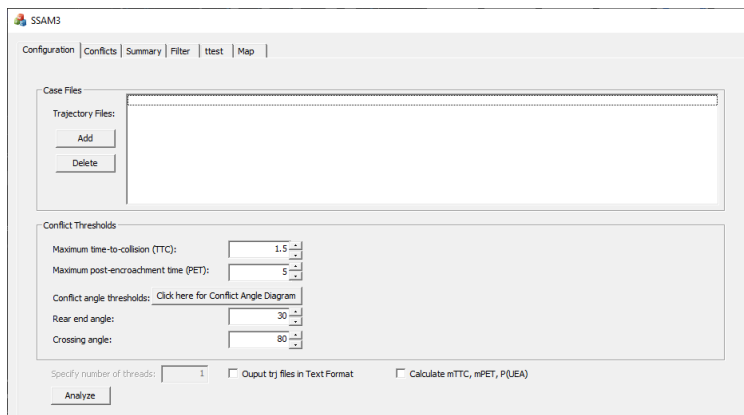 SSAM3
Configuration Conflicts Summary Filter ttest Map
Case Files
Trajectory Files:
Add
Delete
Conflict Thresholds
Maximum time-to-collision (TTC): 1.5
Maximum post-encroachment time (PET): 5
Conflict angle thresholds: Click here for Conflict Angle Diagram
Rear end angle: 30
Crossing angle: 80
Specify number of threads: 1 Ouput trj files in Text Format Calculate mTTC, mPET, P(UEA)
Analyze